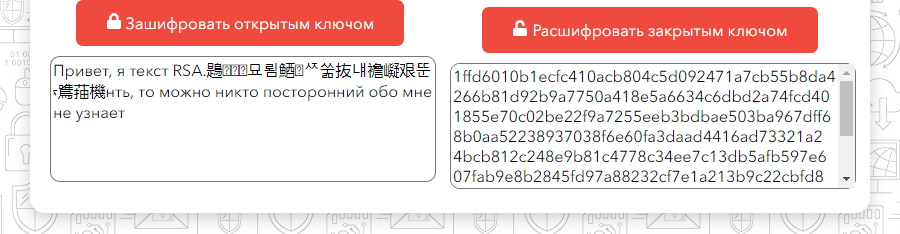 Зашифровать открытым ключом
Расшифровать закрытым ключом
Привет, я текст RSA.
нть, то можно никто посторонний обо мне
не узнает
1ffd6010b1ecfc410acb804c5d092471a7cb55b8da4
266b81d92b9a7750a418e5a6634c6dbd2a74fcd40
1855e70c02be22f9a7255eeb3bdbae503ba967dff6
8b0aa52238937038f6e60fa3daad4416ad73321a2
4bcb812c248e9b81c4778c34ee7c13db5afb597e6
07fab9e8b2845fd97a88232cf7e1a213b9c22cbfd8